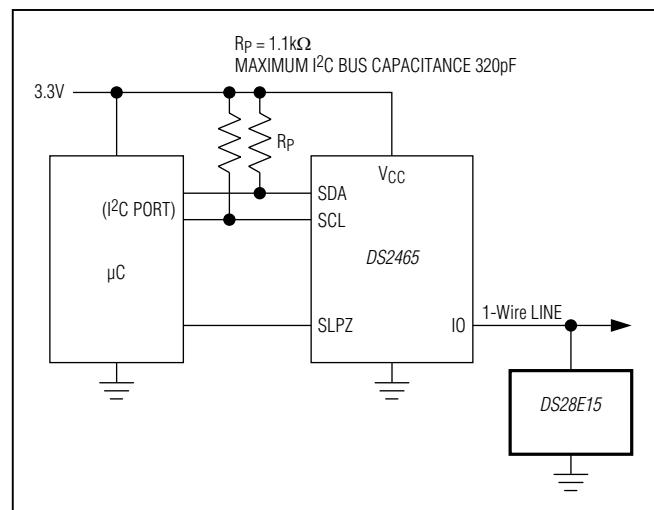 RP = 1.1kΩ
MAXIMUM I2C BUS CAPACITANCE 320pF
3.3V
RP
VCC
SDA
(I2C PORT)
SCL
µC
DS2465
1-Wire LINE
SLPZ
IO
DS28E15